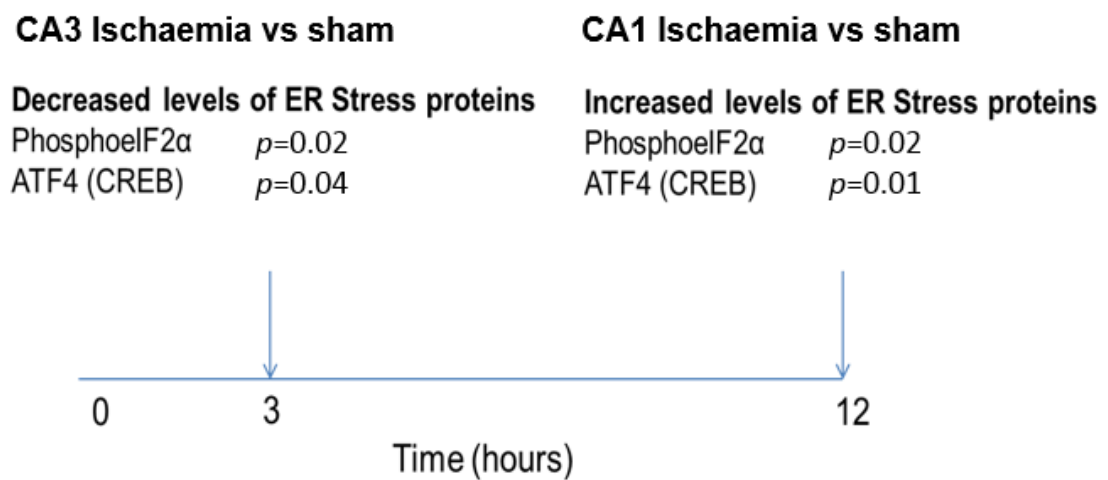 CA3 Ischaemia vs sham
Decreased levels of ER Stress proteins
PhosphoeIF2α p=0.02
ATF4 (CREB) p=0.04
CA1 Ischaemia vs sham
Increased levels of ER Stress proteins
PhosphoeIF2α p=0.02
ATF4 (CREB) p=0.01
0 3 12
Time (hours)